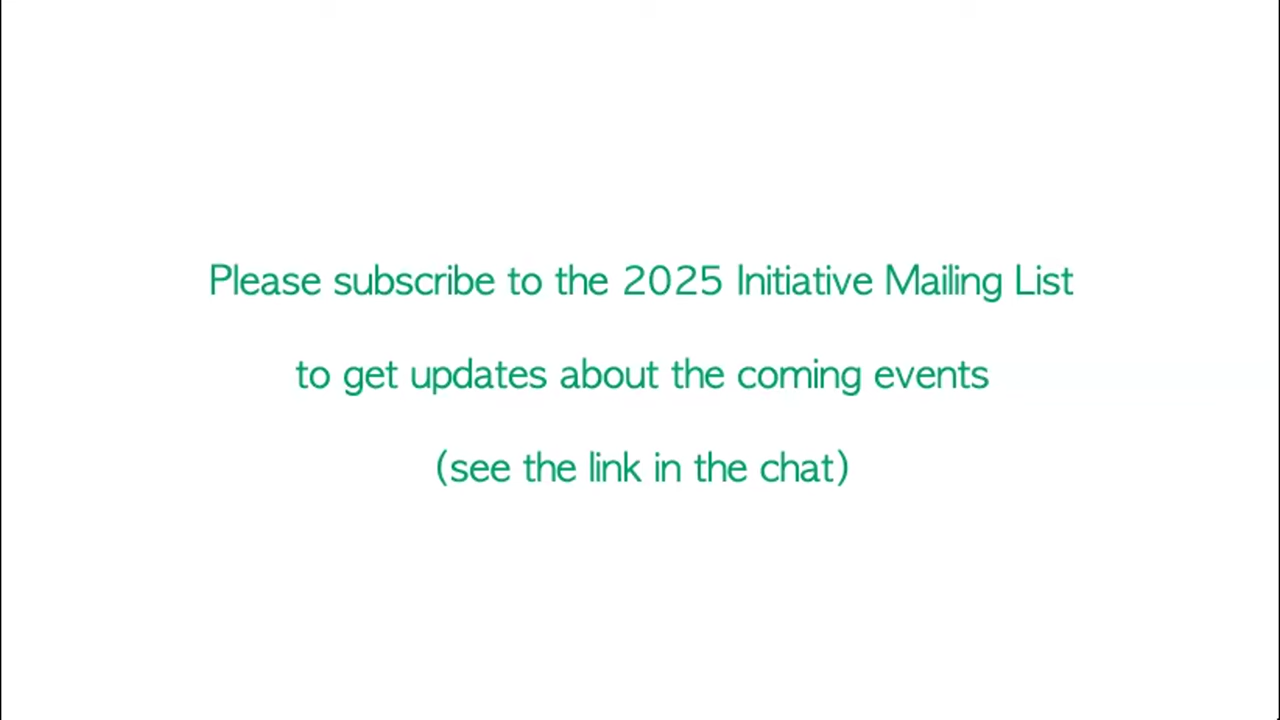 Please subscribe to the 2025 Initiative Mailing List
to get updates about the coming events
(see the link in the chat)